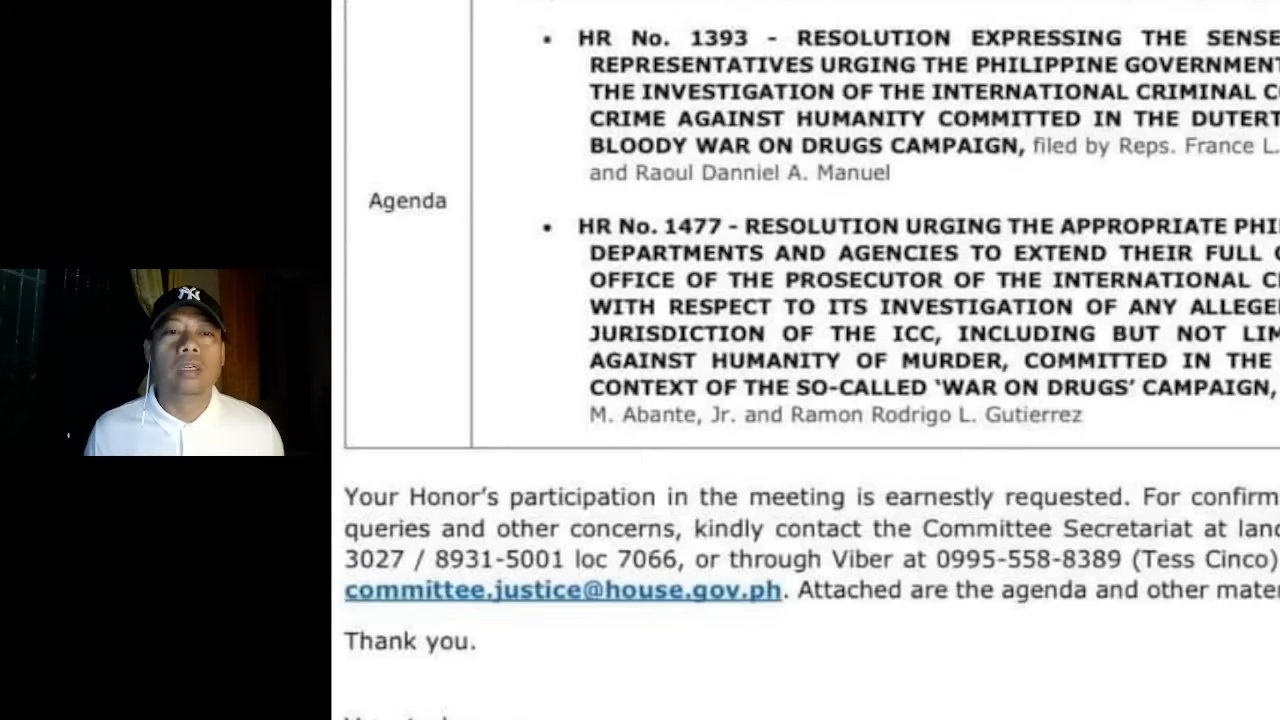 HR No. 1393 - RESOLUTION EXPRESSING THE SENSE
REPRESENTATIVES URGING THE PHILIPPINE GOVERNMENT
THE INVESTIGATION OF THE INTERNATIONAL CRIMINAL
CRIME AGAINST HUMANITY COMMITTED IN THE
BLOODY WAR ON DRUGS CAMPAIGN, filed by Reps. France L.
and Raoul Danniel A. Manuel
Agenda
HR No. 1477 - RESOLUTION URGING THE APPROPRIATE
DEPARTMENTS AND AGENCIES TO EXTEND THEIR FULL
OFFICE OF THE PROSECUTOR OF THE INTERNATIONAL
WITH RESPECT TO ITS INVESTIGATION OF ANY
JURISDICTION OF THE ICC, INCLUDING BUT NOT
AGAINST HUMANITY OF MURDER, COMMITTED IN THE
CONTEXT OF THE SO-CALLED ‘WAR ON DRUGS’ CAMPAIGN,
M. Abante, Jr. and Ramon Rodrigo L. Gutierrez
Your Honor’s participation in the meeting is earnestly requested. For
queries and other concerns, kindly contact the Committee Secretariat at
3027 / 8931-5001 loc 7066, or through Viber at 0995-558-8389 (Tess Cinco)
committee.justice@house.gov.ph. Attached are the agenda and other
Thank you.
NY